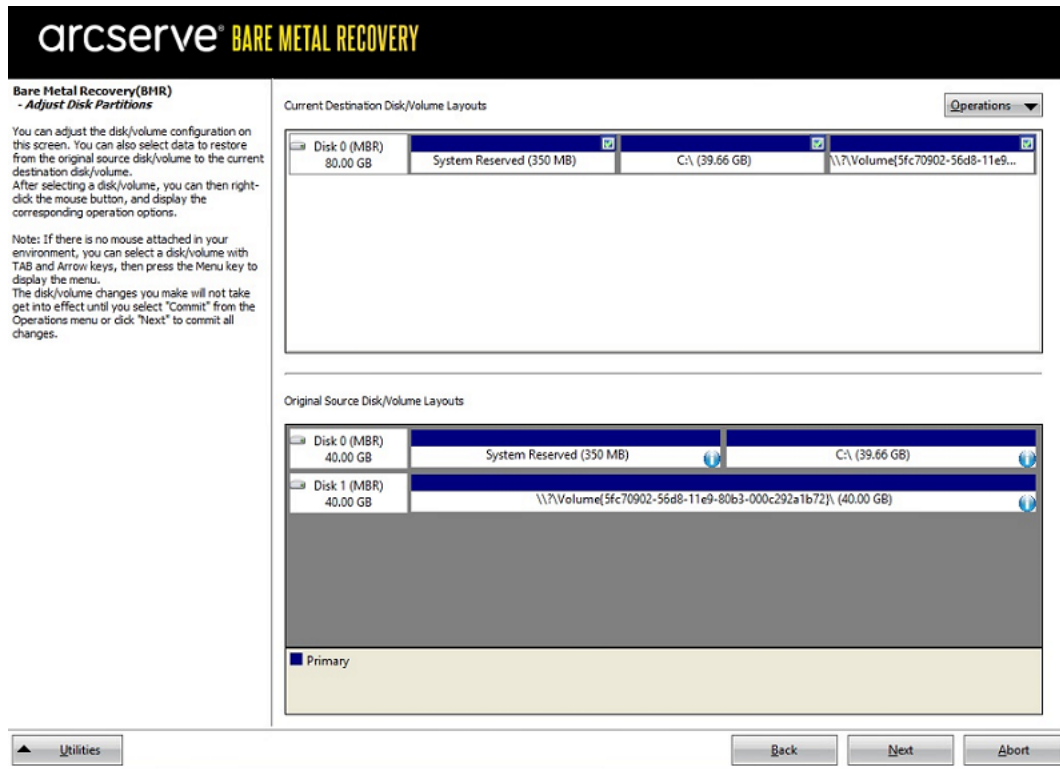 arcserve® BARE METAL RECOVERY
Bare Metal Recovery(BMR)
- Adjust Disk Partitions
You can adjust the disk/volume configuration on
this screen. You can also select data to restore
from the original source disk/volume to the current
destination disk/volume.
After selecting a disk/volume, you can then right-
click the mouse button, and display the
corresponding operation options.
Note: If there is no mouse attached in your
environment, you can select a disk/volume with
TAB and Arrow keys, then press the Menu key to
display the menu.
The disk/volume changes you make will not take
get into effect until you select "Commit" from the
Operations menu or click "Next" to commit all
changes.
Current Destination Disk/Volume Layouts
Operations
Disk 0 (MBR)
80.00 GB
System Reserved (350 MB)
C:\ (39.66 GB)
\\?\Volume{5fc70902-56d8-11e9...
Original Source Disk/Volume Layouts
Disk 0 (MBR)
40.00 GB
System Reserved (350 MB)
C:\ (39.66 GB)
Disk 1 (MBR)
40.00 GB
\\?\Volume{5fc70902-56d8-11e9-80b3-000c292a1b72}\ (40.00 GB)
Primary
Utilities
Back
Next
Abort